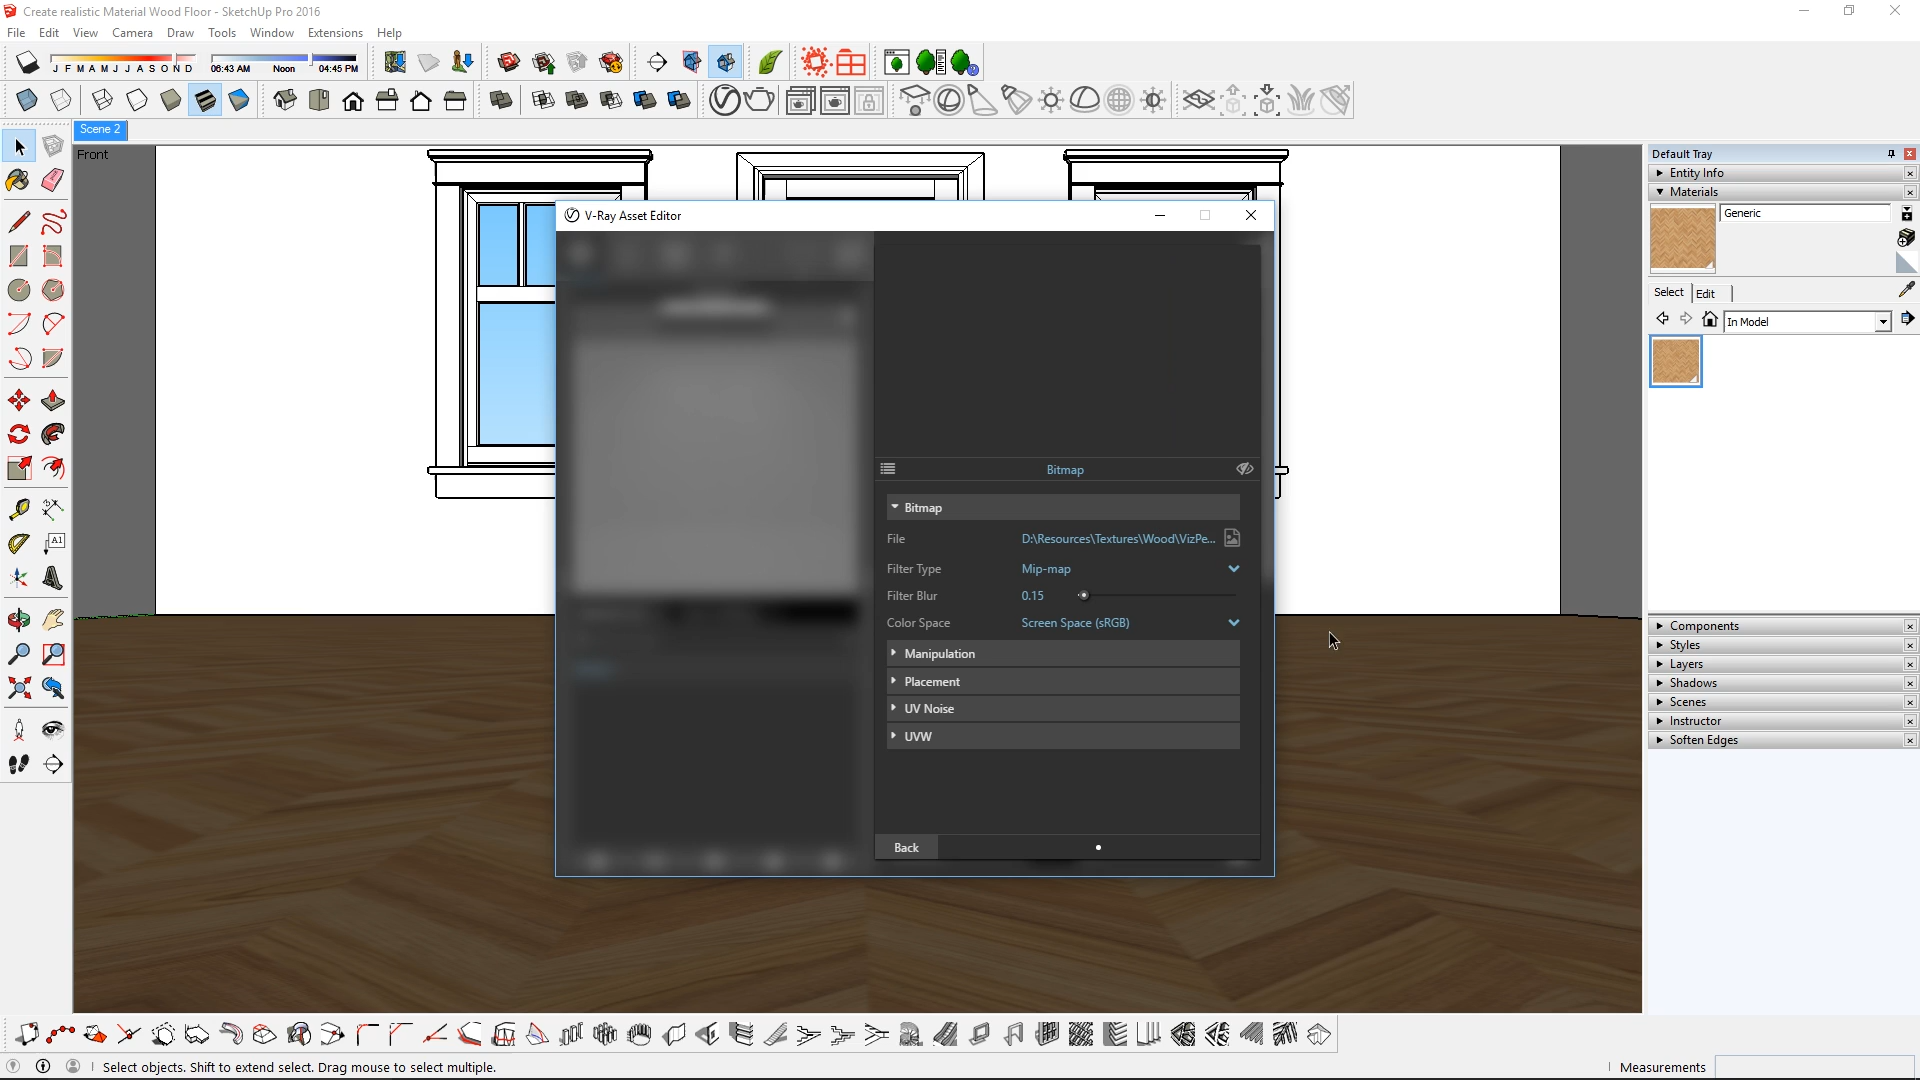 Create realistic Material Wood Floor - SketchUp Pro 2016
File Edit View Camera Draw Tools Window Extensions Help
J F M A M J J A S O N D 06:43 AM Noon 04:45 PM
Scene 2
Front
A1
V-Ray Asset Editor
Bitmap
Bitmap
File D:\Resources\Textures\Wood\VizPe...
Filter Type Mip-map
Filter Blur 0.15
Color Space Screen Space (sRGB)
Manipulation
Placement
UV Noise
UVW
Back
Default Tray
Entity Info
Materials
Generic
Select Edit
In Model
Components
Styles
Layers
Shadows
Scenes
Instructor
Soften Edges
Select objects. Shift to extend select. Drag mouse to select multiple.
Measurements